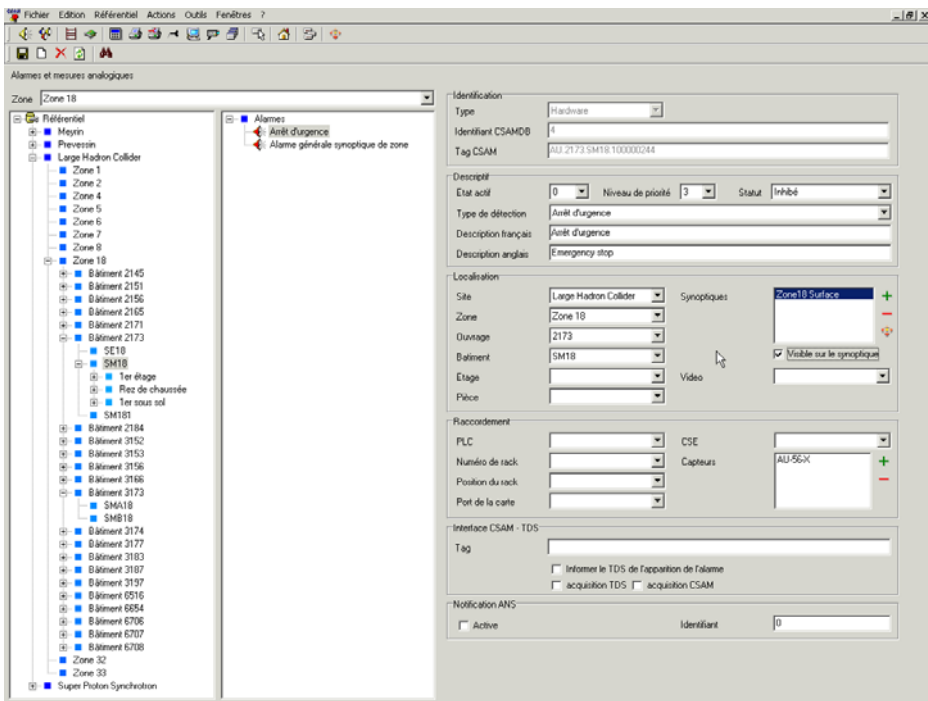 Fichier Edition Référentiel Actions Outils Fenêtres ?
Alarmes et mesures analogiques
Zone Zone 18
Référentiel
Meyrin
Prevessin
Large Hadron Collider
Zone 1
Zone 2
Zone 4
Zone 5
Zone 6
Zone 7
Zone 8
Zone 18
Bâtiment 2145
Bâtiment 2151
Bâtiment 2156
Bâtiment 2165
Bâtiment 2171
Bâtiment 2173
SE18
SM18
1er étage
Rez de chaussée
1er sous sol
SM181
Bâtiment 2184
Bâtiment 3152
Bâtiment 3153
Bâtiment 3156
Bâtiment 3166
Bâtiment 3173
SMA18
SMB18
Bâtiment 3174
Bâtiment 3177
Bâtiment 3183
Bâtiment 3187
Bâtiment 3197
Bâtiment 6516
Bâtiment 6654
Bâtiment 6706
Bâtiment 6707
Bâtiment 6708
Zone 32
Zone 33
Super Proton Synchrotron
Alarmes
Arrêt d'urgence
Alarme générale synoptique de zone
Identification
Type Hardware
Identifiant CSAMDB 4
Tag CSAM AU.2173.SM18.100000244
Descriptif
Etat actif 0 Niveau de priorité 3 Statut Inhibé
Type de détection Arrêt d'urgence
Description français Arrêt d'urgence
Description anglais Emergency stop
Localisation
Site Large Hadron Collider Synoptiques Zone18 Surface
Zone Zone 18
Ouvrage 2173
Batiment SM18 Visible sur le synoptique
Etage Video
Pièce
Raccordement
PLC CSE
Numéro de rack Capteurs AU-56-X
Position du rack
Port de la carte
Interface CSAM - TDS
Tag
Informer le TDS de l'apparition de l'alarme
acquisition TDS acquisition CSAM
Notification ANS
Active Identifiant 0